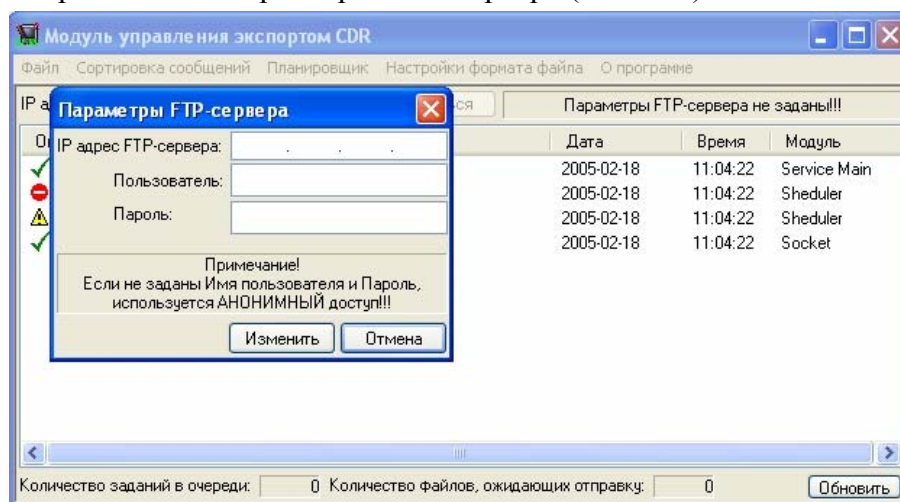 Модуль управления экспортом CDR
Файл Сортировка сообщений Планировщик Настройки формата файла О программе
Параметры FTP-сервера не заданы!!!
Параметры FTP-сервера
IP адрес FTP-сервера:
Пользователь:
Пароль:
Примечание!
Если не заданы Имя пользователя и Пароль,
используется АНОНИМНЫЙ доступ!!!
Изменить Отмена
Дата Время Модуль
2005-02-18 11:04:22 Service Main
2005-02-18 11:04:22 Sheduler
2005-02-18 11:04:22 Sheduler
2005-02-18 11:04:22 Socket
Количество заданий в очереди: 0 Количество файлов, ожидающих отправку: 0 Обновить